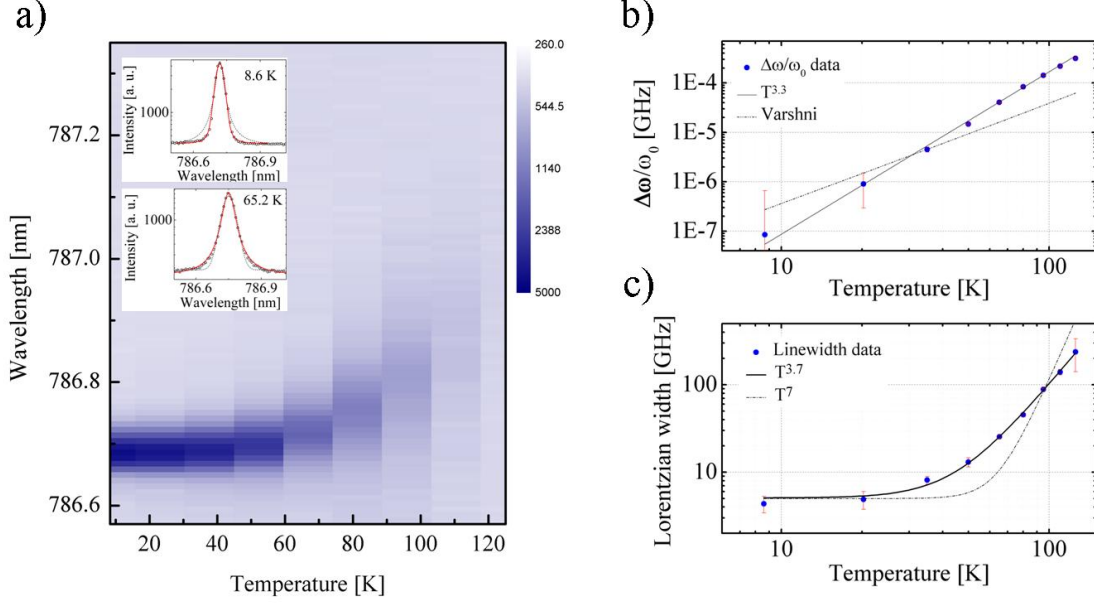 a)
Wavelength [nm]
787.2
787.0
786.8
786.6
20
40
60
80
100
120
Temperature [K]
Intensity [a. u.]
1000
8.6 K
786.6
786.9
Wavelength [nm]
Intensity [a. u.]
1000
65.2 K
786.6
786.9
Wavelength [nm]
260.0
544.5
1140
2388
5000
b)
Δω/ω₀ [GHz]
1E-4
1E-5
1E-6
1E-7
Δω/ω₀ data
T³·³
Varshni
10
100
Temperature [K]
c)
Lorentzian width [GHz]
100
10
Linewidth data
T³·⁷
T⁷
10
100
Temperature [K]